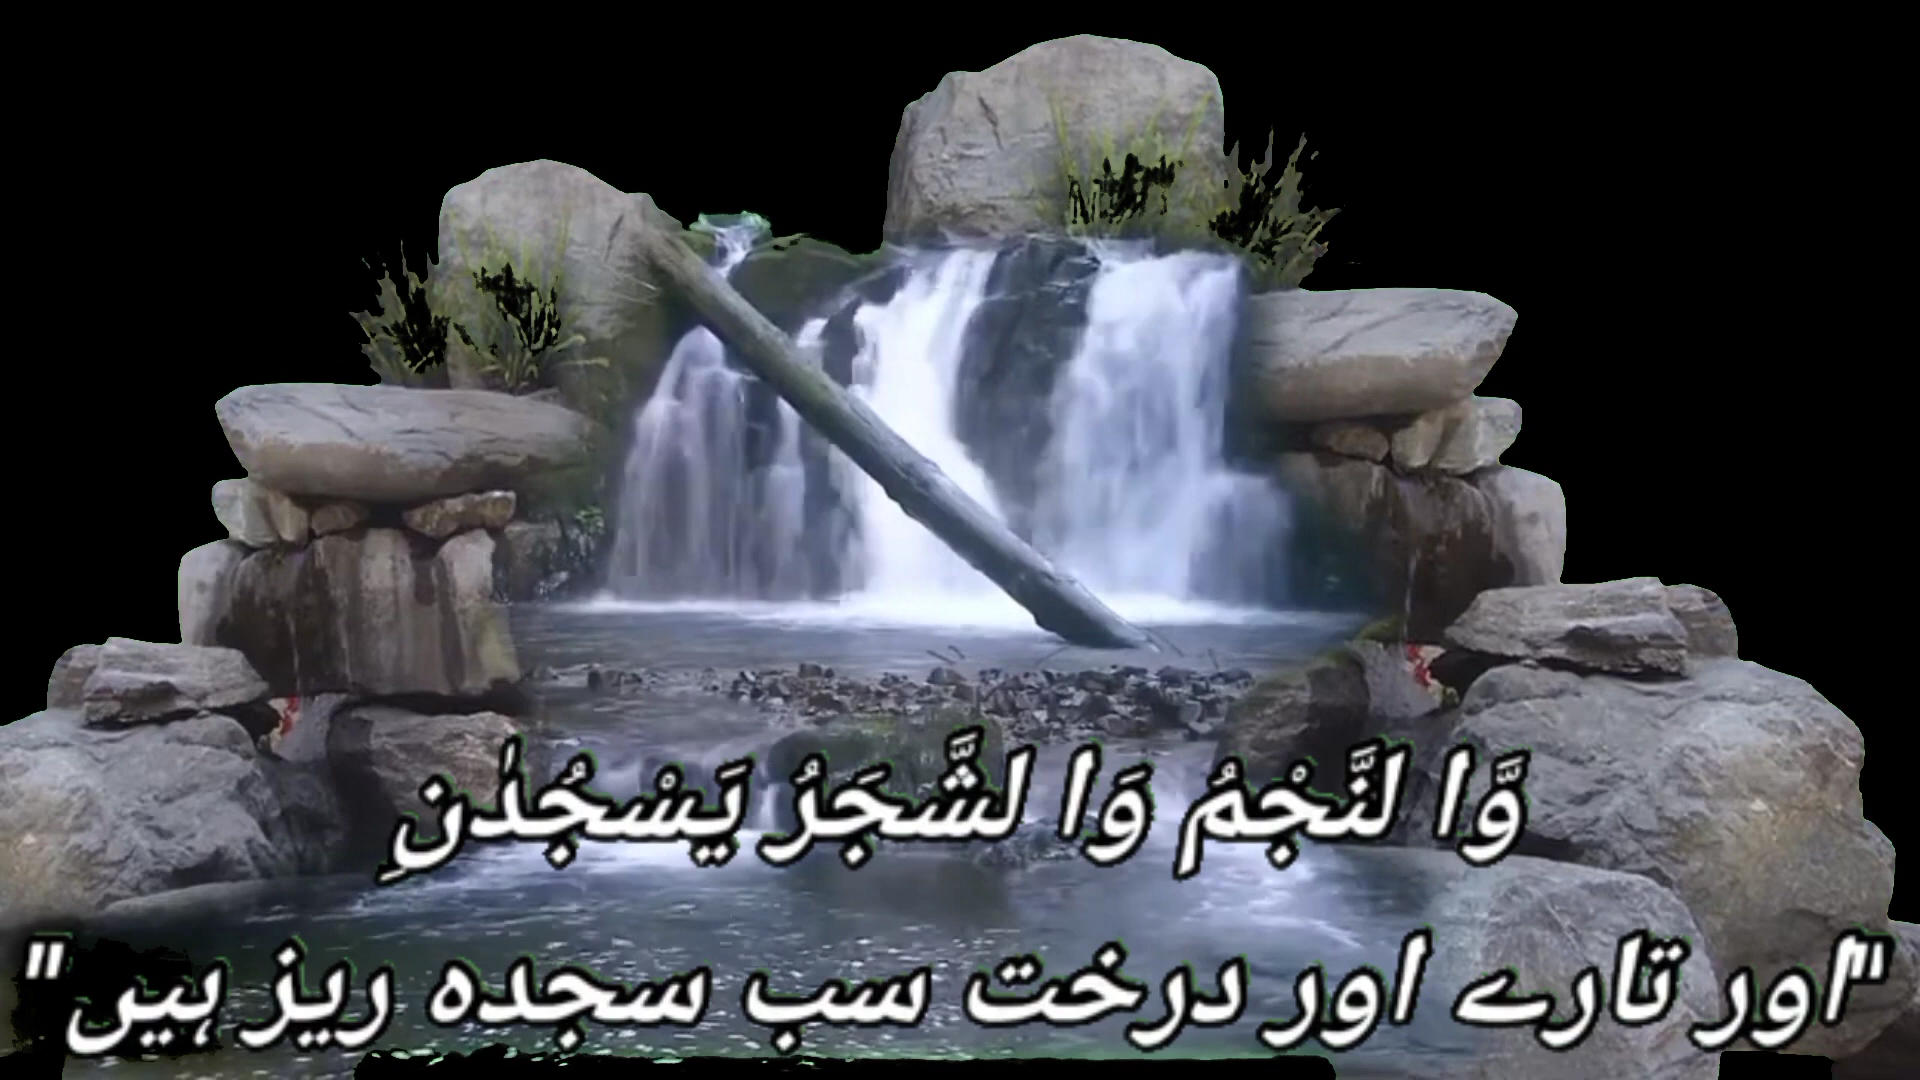 وَّا لنَّجْمُ وَا لشَّجَرُ يَسْجُدٰنِ
"اور تارے اور درخت سب سجدہ ریز ہیں"